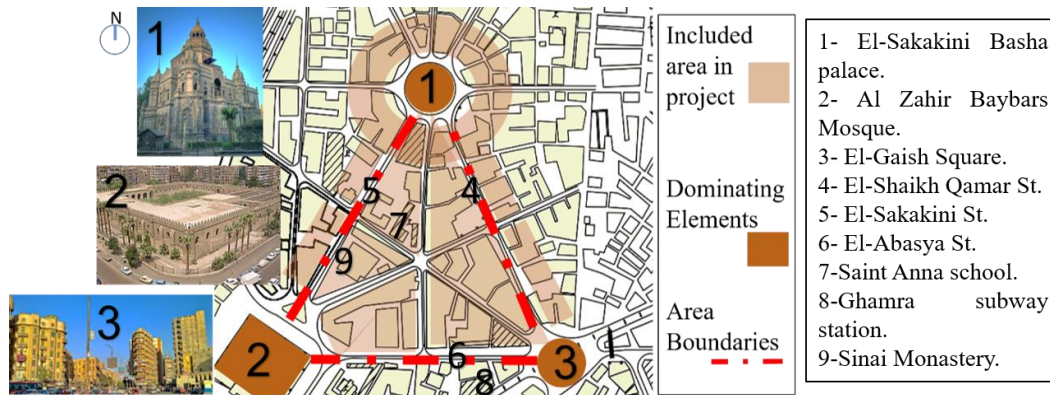 N
1
2
3
1
5
4
7
9
6
2
3
8
Included
area in
project
Dominating
Elements
Area
Boundaries
1- El-Sakakini Basha
palace.
2- Al Zahir Baybars
Mosque.
3- El-Gaish Square.
4- El-Shaikh Qamar St.
5- El-Sakakini St.
6- El-Abasya St.
7-Saint Anna school.
8-Ghamra subway
station.
9-Sinai Monastery.